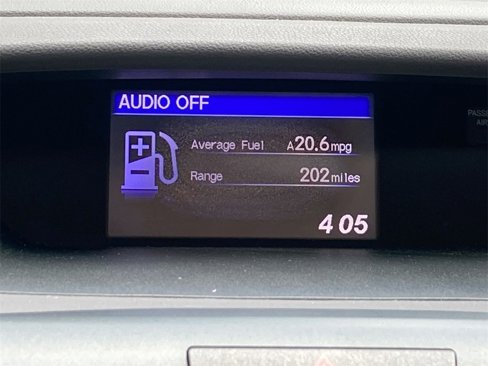 AUDIO OFF
Average Fuel A20.6mpg
Range 202miles
4 05